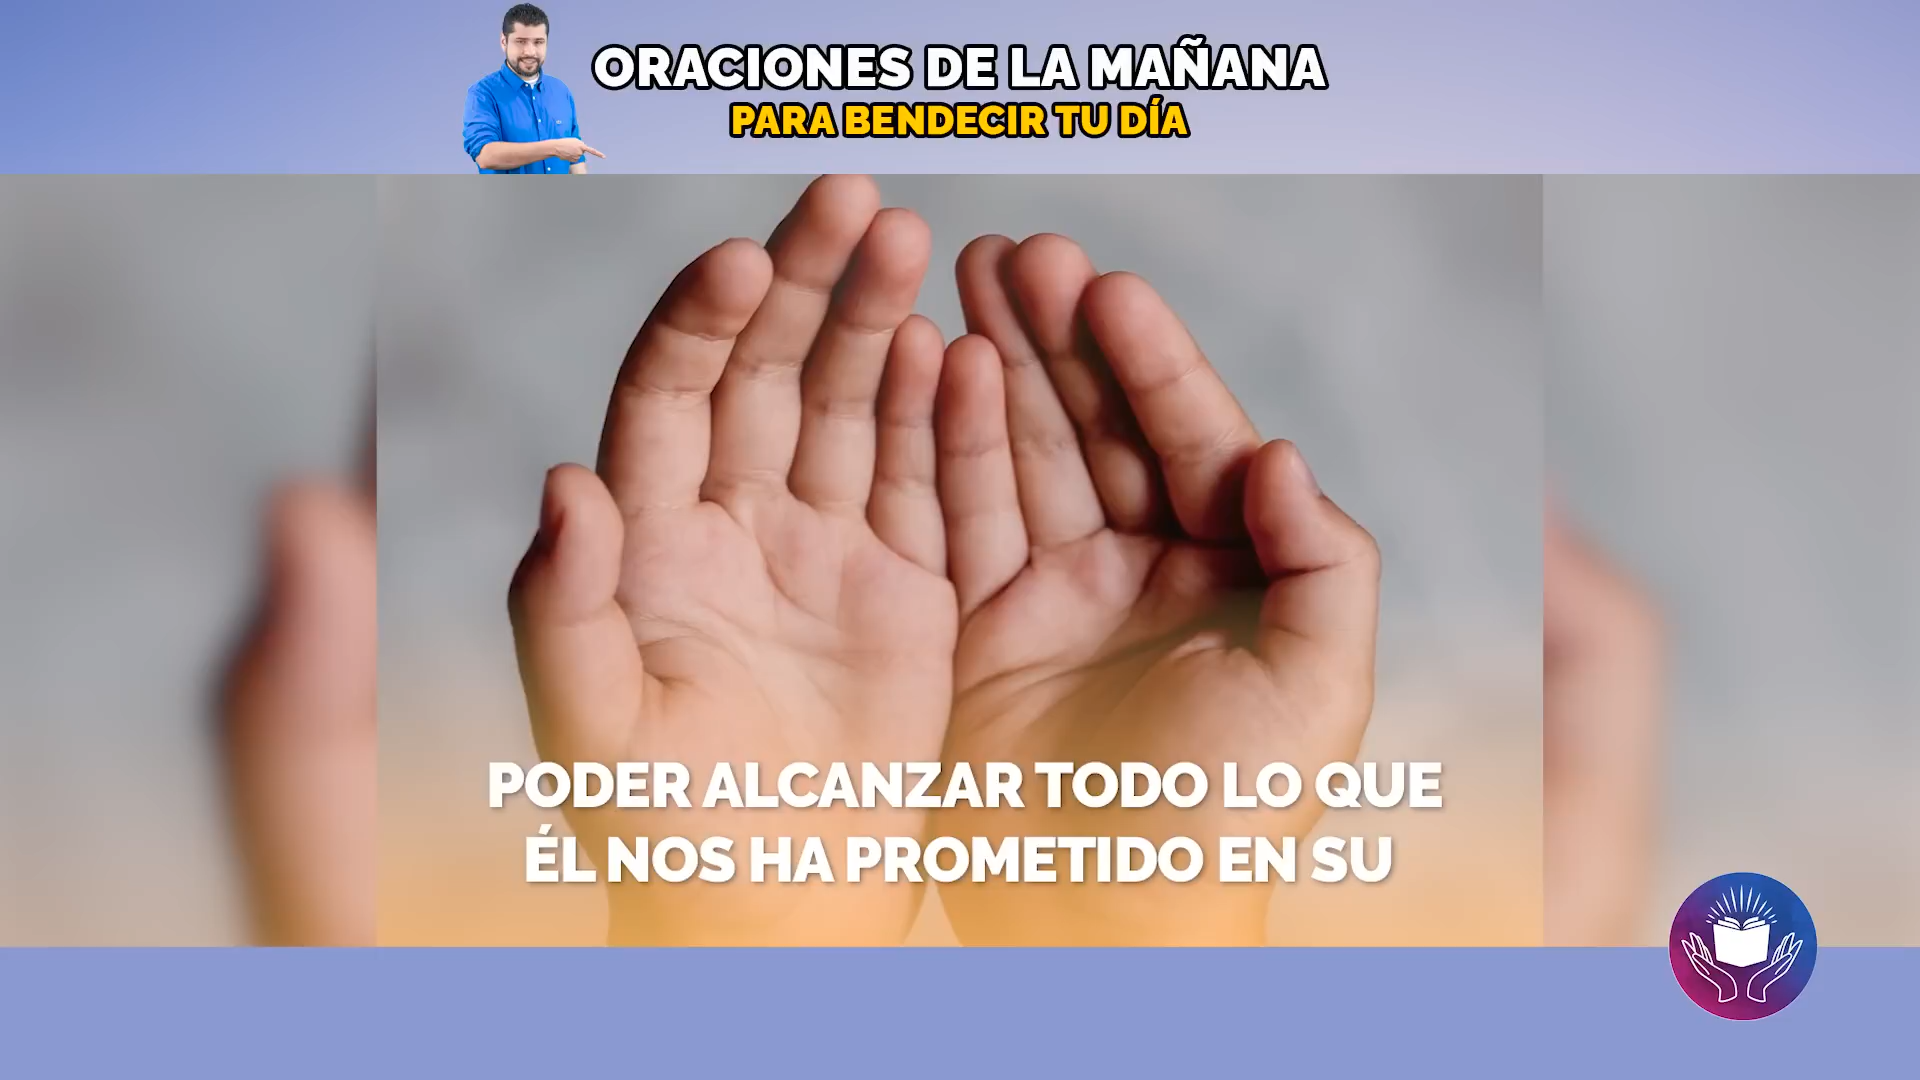 ORACIONES DE LA MAÑANA
PARA BENDECIR TU DÍA
PODER ALCANZAR TODO LO QUE
ÉL NOS HA PROMETIDO EN SU